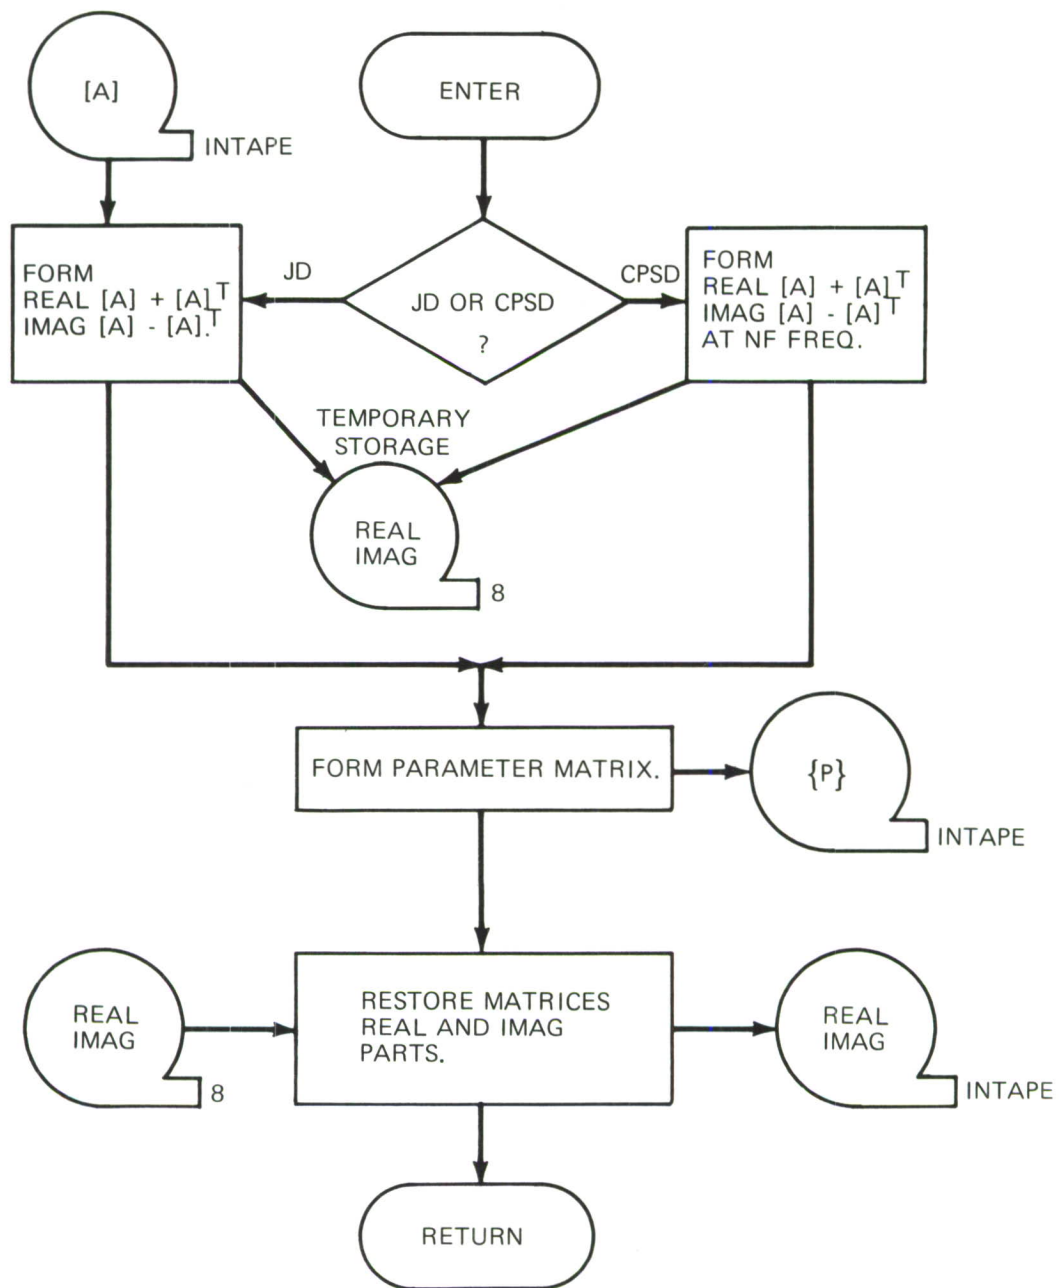 [A]
INTAPE
ENTER
FORM
REAL [A] + [A]ᵀ
IMAG [A] - [A].ᵀ
JD
JD OR CPSD
?
CPSD
FORM
REAL [A] + [A]ᵀ
IMAG [A] - [A]ᵀ
AT NF FREQ.
TEMPORARY
STORAGE
REAL
IMAG
8
FORM PARAMETER MATRIX.
{P}
INTAPE
REAL
IMAG
8
RESTORE MATRICES
REAL AND IMAG
PARTS.
REAL
IMAG
INTAPE
RETURN